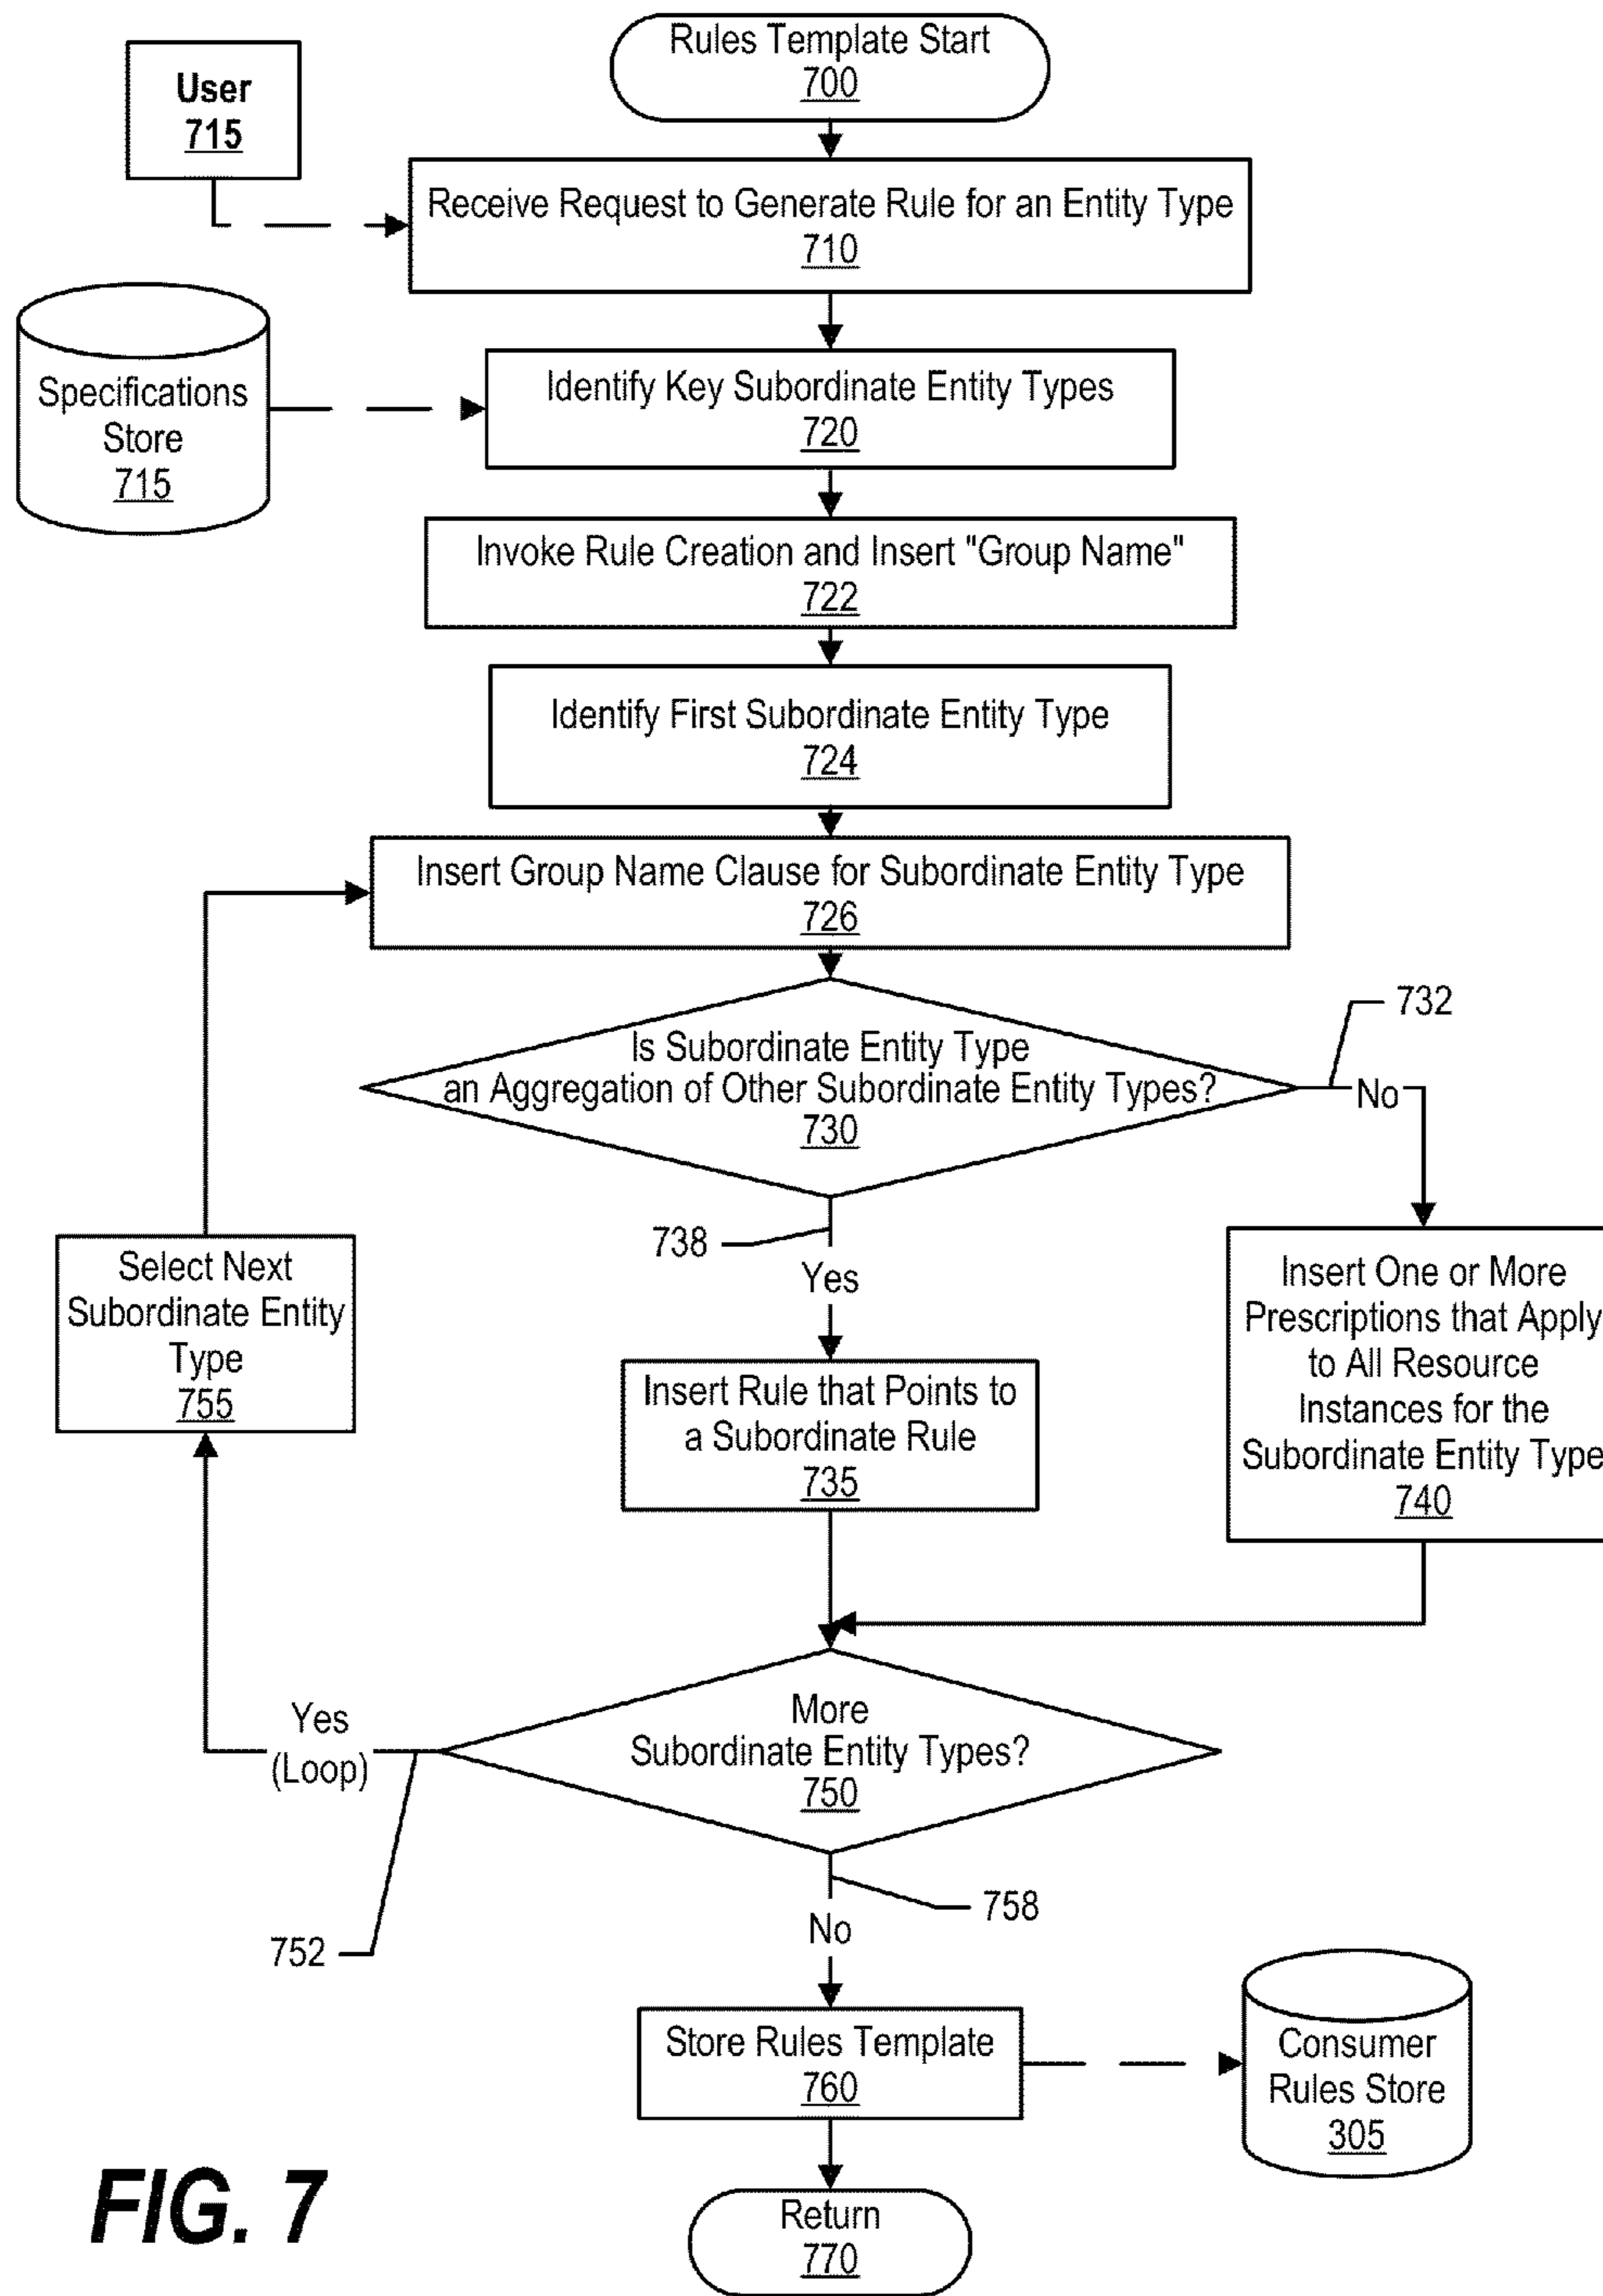 Rules Template Start
700
User
715
Receive Request to Generate Rule for an Entity Type
710
Specifications
Store
715
Identify Key Subordinate Entity Types
720
Invoke Rule Creation and Insert "Group Name"
722
Identify First Subordinate Entity Type
724
Insert Group Name Clause for Subordinate Entity Type
726
Is Subordinate Entity Type
an Aggregation of Other Subordinate Entity Types?
730
732
No
738
Yes
Select Next
Subordinate Entity
Type
755
Insert Rule that Points to
a Subordinate Rule
735
Insert One or More
Prescriptions that Apply
to All Resource
Instances for the
Subordinate Entity Type
740
More
Subordinate Entity Types?
750
Yes
(Loop)
752
758
No
Store Rules Template
760
Consumer
Rules Store
305
Return
770
FIG. 7